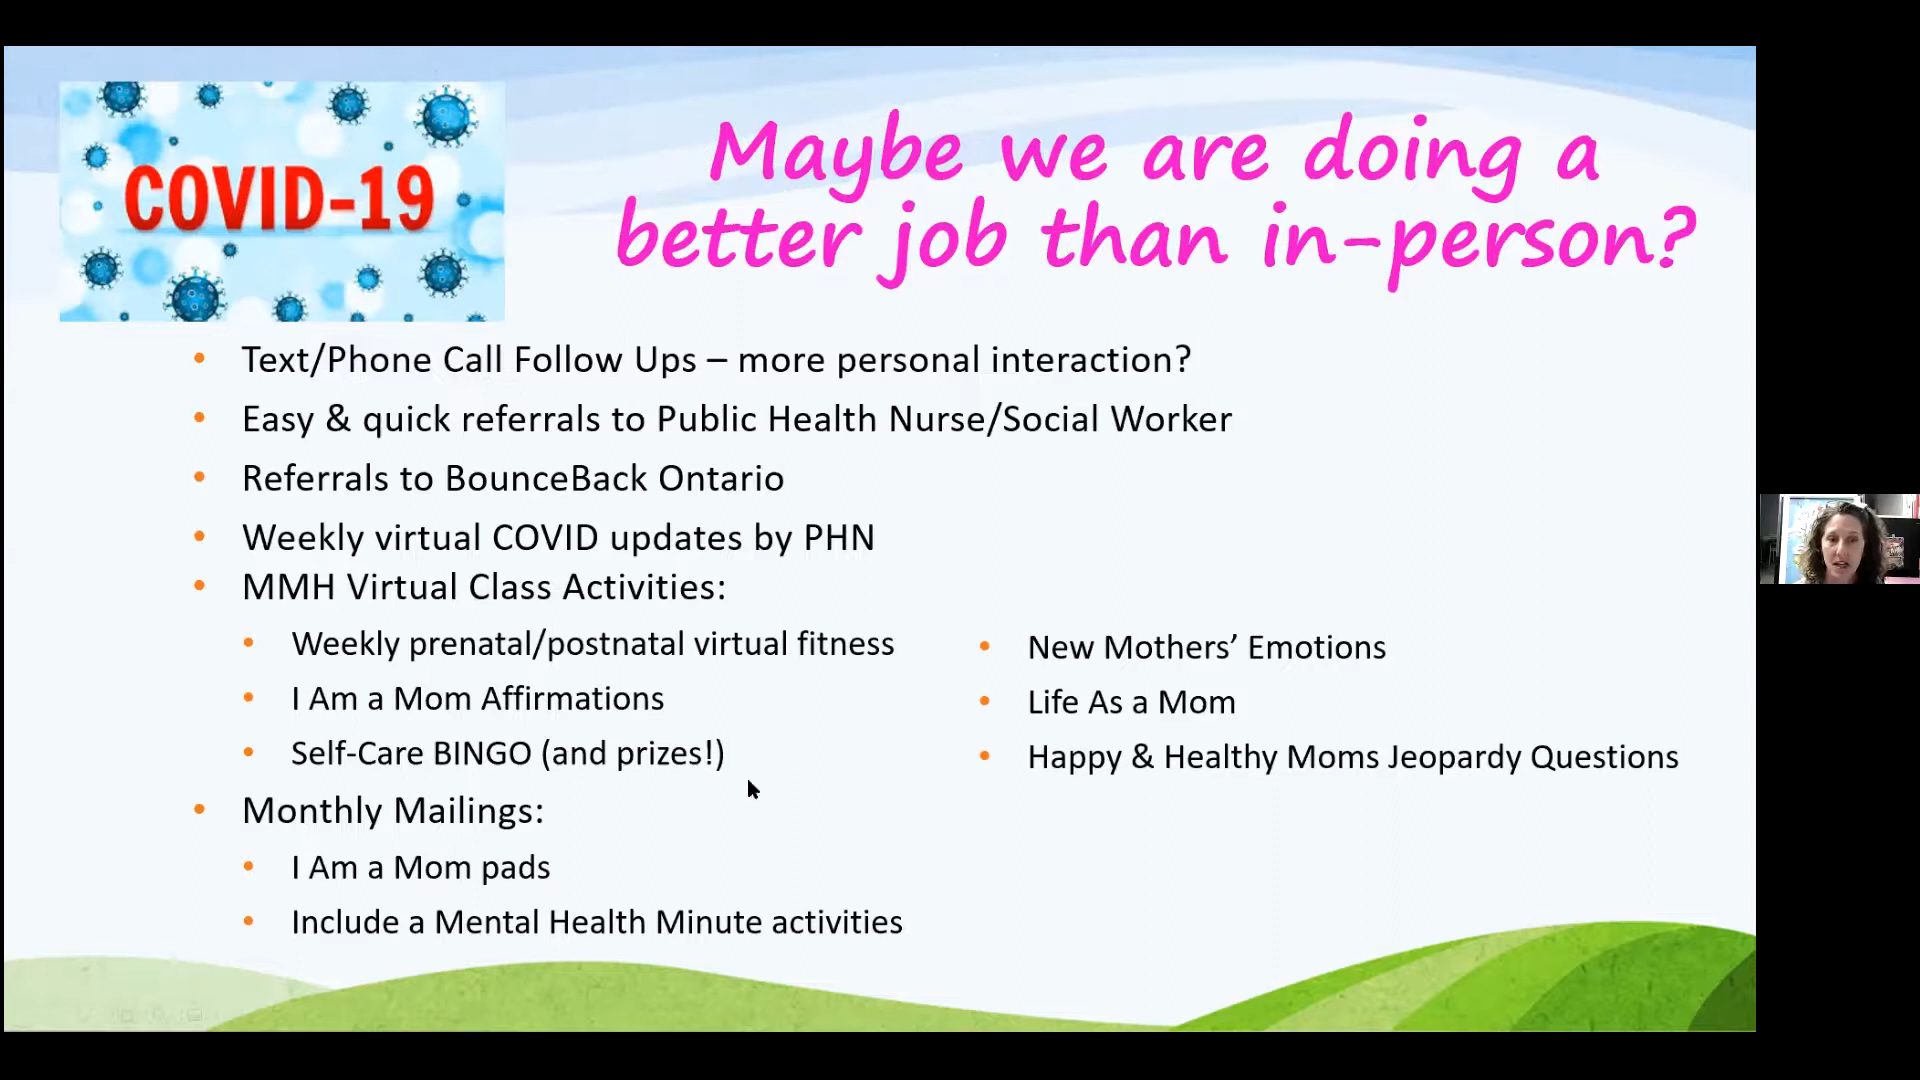 COVID-19
Maybe we are doing a
better job than in-person?
Text/Phone Call Follow Ups – more personal interaction?
Easy & quick referrals to Public Health Nurse/Social Worker
Referrals to BounceBack Ontario
Weekly virtual COVID updates by PHN
MMH Virtual Class Activities:
Weekly prenatal/postnatal virtual fitness
I Am a Mom Affirmations
Self-Care BINGO (and prizes!)
New Mothers’ Emotions
Life As a Mom
Happy & Healthy Moms Jeopardy Questions
Monthly Mailings:
I Am a Mom pads
Include a Mental Health Minute activities